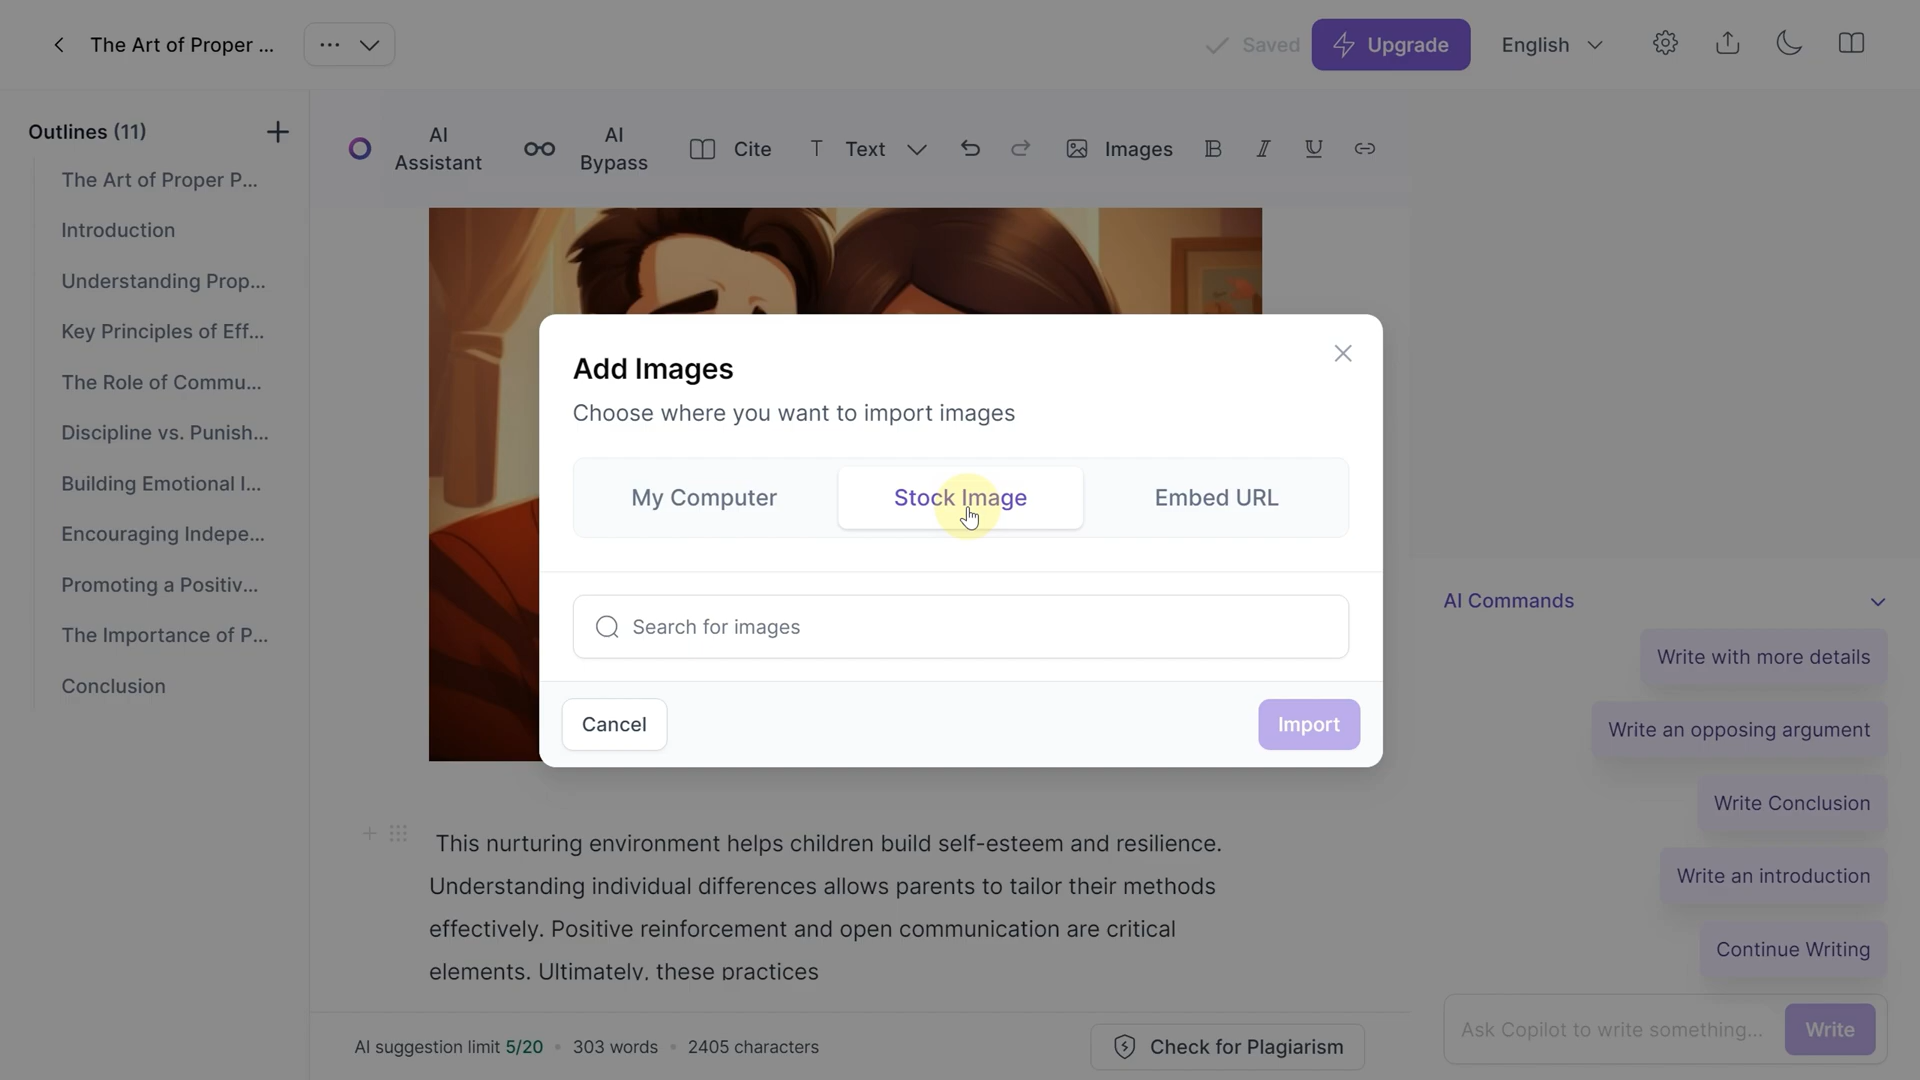 The Art of Proper ...
Saved
Upgrade
English
Outlines (11)
The Art of Proper P...
Introduction
Understanding Prop...
Key Principles of Eff...
The Role of Commu...
Discipline vs. Punish...
Building Emotional I...
Encouraging Indepe...
Promoting a Positiv...
The Importance of P...
Conclusion
AI
Assistant
AI
Bypass
Cite
T Text
Images
B I U
Add Images
Choose where you want to import images
My Computer
Stock Image
Embed URL
Search for images
Cancel
Import
This nurturing environment helps children build self-esteem and resilience.
Understanding individual differences allows parents to tailor their methods
effectively. Positive reinforcement and open communication are critical
elements. Ultimately, these practices
AI suggestion limit 5/20 • 303 words • 2405 characters
Check for Plagiarism
AI Commands
Write with more details
Write an opposing argument
Write Conclusion
Write an introduction
Continue Writing
Ask Copilot to write something...
Write